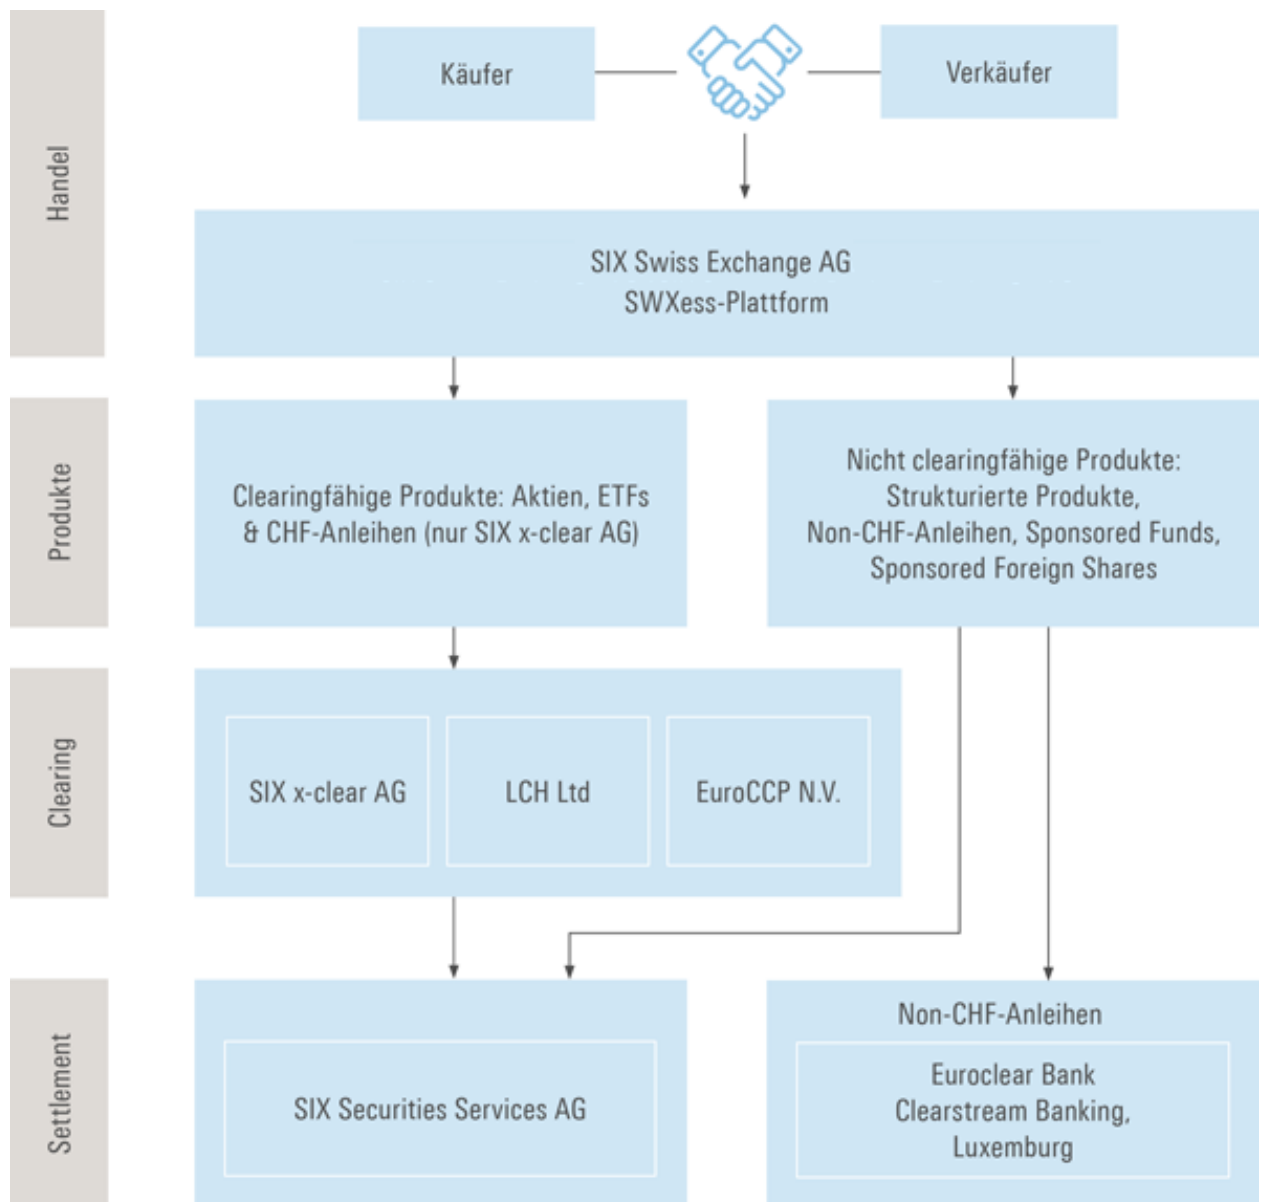 Handel
Käufer
Verkäufer
SIX Swiss Exchange AG
SWXess-Plattform
Produkte
Clearingfähige Produkte: Aktien, ETFs
& CHF-Anleihen (nur SIX x-clear AG)
Nicht clearingfähige Produkte:
Strukturierte Produkte,
Non-CHF-Anleihen, Sponsored Funds,
Sponsored Foreign Shares
Clearing
SIX x-clear AG
LCH Ltd
EuroCCP N.V.
Settlement
SIX Securities Services AG
Non-CHF-Anleihen
Euroclear Bank
Clearstream Banking,
Luxemburg